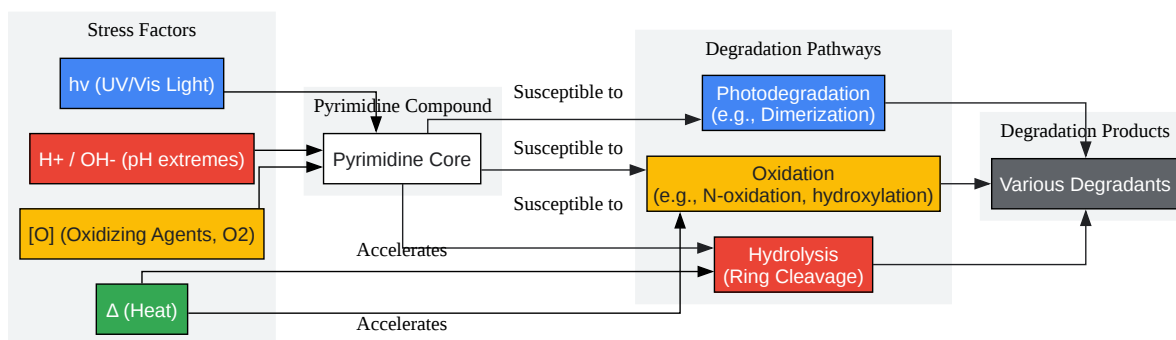 Stress Factors
hv (UV/Vis Light)
H+ / OH- (pH extremes)
[O] (Oxidizing Agents, O2)
Δ (Heat)
Pyrimidine Compound
Pyrimidine Core
Susceptible to
Susceptible to
Susceptible to
Accelerates
Accelerates
Degradation Pathways
Photodegradation
(e.g., Dimerization)
Oxidation
(e.g., N-oxidation, hydroxylation)
Hydrolysis
(Ring Cleavage)
Degradation Products
Various Degradants